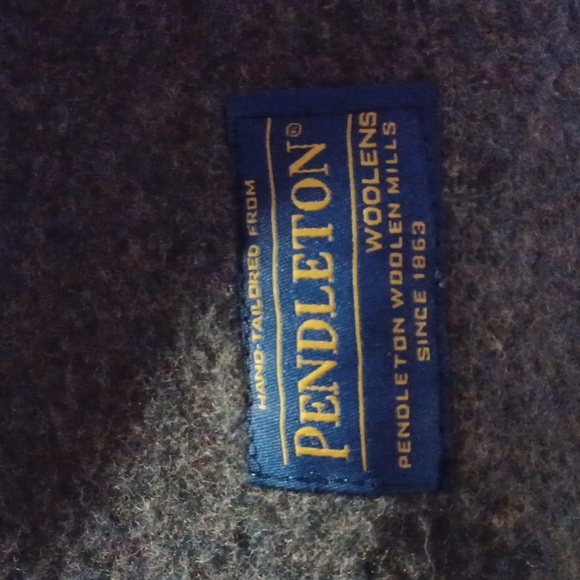 HAND-TAILORED FROM
PENDLETON®
WOOLENS
PENDLETON WOOLEN MILLS
SINCE 1863